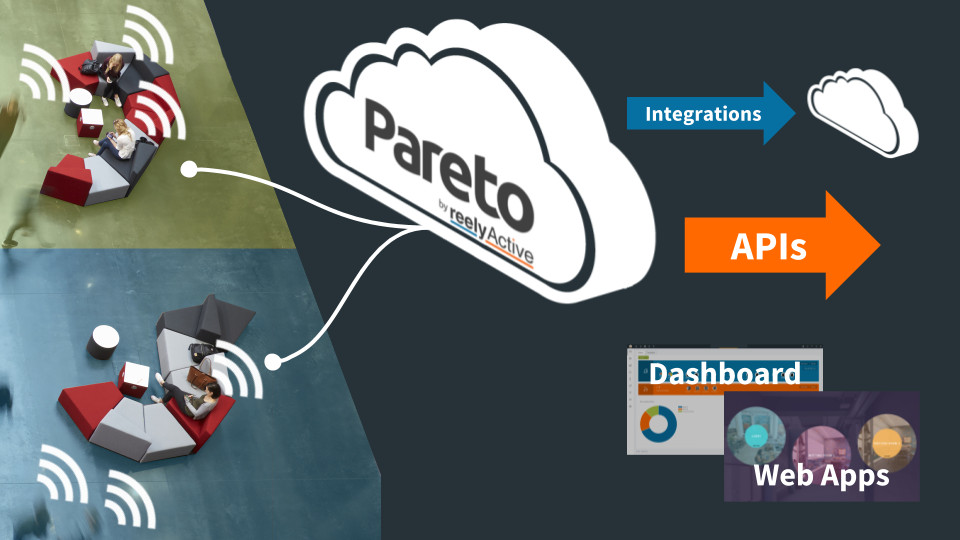 Pareto
by reelyActive
Integrations
APIs
Dashboard
Web Apps